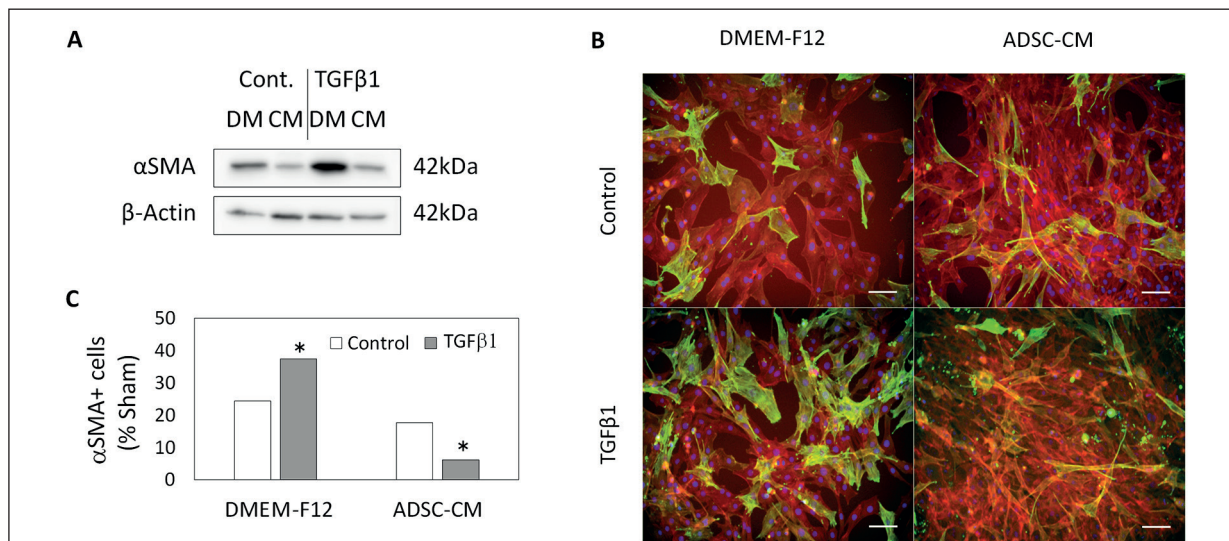 A
Cont. TGFβ1
DM CM DM CM
αSMA 42kDa
β-Actin 42kDa
B
DMEM-F12 ADSC-CM
Control
TGFβ1
C
αSMA+ cells
(% Sham)
50
40
30
20
10
0
Control TGFβ1
*
*
DMEM-F12 ADSC-CM